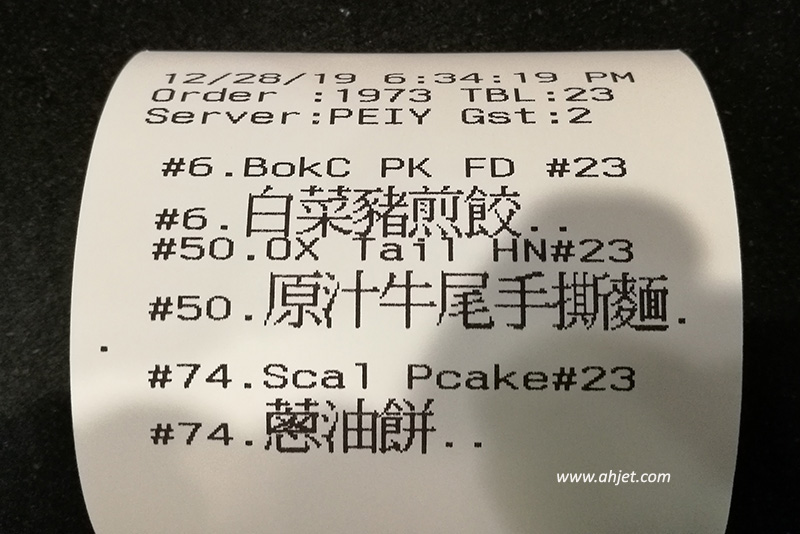 12/28/19 6:34:19 PM
Order :1973 TBL:23
Server:PEIY Gst:2
#6.BokC PK FD #23
#6.白菜豬煎餃..
#50.OX Tail HN#23
#50.原汁牛尾手撕麵.
.
#74.Scal Pcake#23
#74.蔥油餅..
www.ahjet.com